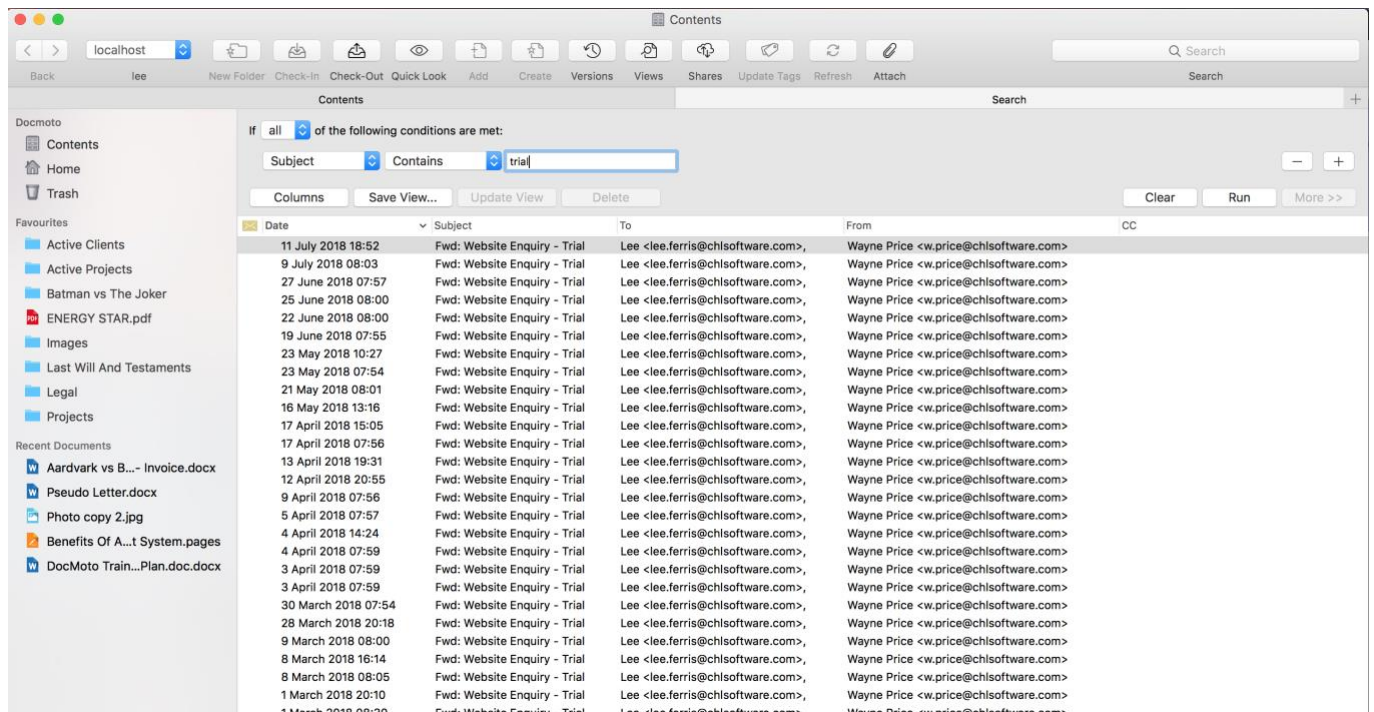 Contents
localhost
Search
Back lee New Folder Check-In Check-Out Quick Look Add Create Versions Views Shares Update Tags Refresh Attach Search
Contents Search
Docmoto
Contents
Home
Trash
Favourites
Active Clients
Active Projects
Batman vs The Joker
ENERGY STAR.pdf
Images
Last Will And Testaments
Legal
Projects
Recent Documents
Aardvark vs B...- Invoice.docx
Pseudo Letter.docx
Photo copy 2.jpg
Benefits Of A...t System.pages
DocMoto Train...Plan.doc.docx
If all of the following conditions are met:
Subject Contains trial
Columns Save View... Update View Delete Clear Run More >>
Date Subject To From CC
11 July 2018 18:52 Fwd: Website Enquiry - Trial Lee <lee.ferris@chlsoftware.com>, Wayne Price <w.price@chlsoftware.com>
9 July 2018 08:03 Fwd: Website Enquiry - Trial Lee <lee.ferris@chlsoftware.com>, Wayne Price <w.price@chlsoftware.com>
27 June 2018 07:57 Fwd: Website Enquiry - Trial Lee <lee.ferris@chlsoftware.com>, Wayne Price <w.price@chlsoftware.com>
25 June 2018 08:00 Fwd: Website Enquiry - Trial Lee <lee.ferris@chlsoftware.com>, Wayne Price <w.price@chlsoftware.com>
22 June 2018 08:00 Fwd: Website Enquiry - Trial Lee <lee.ferris@chlsoftware.com>, Wayne Price <w.price@chlsoftware.com>
19 June 2018 07:55 Fwd: Website Enquiry - Trial Lee <lee.ferris@chlsoftware.com>, Wayne Price <w.price@chlsoftware.com>
23 May 2018 10:27 Fwd: Website Enquiry - Trial Lee <lee.ferris@chlsoftware.com>, Wayne Price <w.price@chlsoftware.com>
23 May 2018 07:54 Fwd: Website Enquiry - Trial Lee <lee.ferris@chlsoftware.com>, Wayne Price <w.price@chlsoftware.com>
21 May 2018 08:01 Fwd: Website Enquiry - Trial Lee <lee.ferris@chlsoftware.com>, Wayne Price <w.price@chlsoftware.com>
16 May 2018 13:16 Fwd: Website Enquiry - Trial Lee <lee.ferris@chlsoftware.com>, Wayne Price <w.price@chlsoftware.com>
17 April 2018 15:05 Fwd: Website Enquiry - Trial Lee <lee.ferris@chlsoftware.com>, Wayne Price <w.price@chlsoftware.com>
17 April 2018 07:56 Fwd: Website Enquiry - Trial Lee <lee.ferris@chlsoftware.com>, Wayne Price <w.price@chlsoftware.com>
13 April 2018 19:31 Fwd: Website Enquiry - Trial Lee <lee.ferris@chlsoftware.com>, Wayne Price <w.price@chlsoftware.com>
12 April 2018 20:55 Fwd: Website Enquiry - Trial Lee <lee.ferris@chlsoftware.com>, Wayne Price <w.price@chlsoftware.com>
9 April 2018 07:56 Fwd: Website Enquiry - Trial Lee <lee.ferris@chlsoftware.com>, Wayne Price <w.price@chlsoftware.com>
5 April 2018 07:57 Fwd: Website Enquiry - Trial Lee <lee.ferris@chlsoftware.com>, Wayne Price <w.price@chlsoftware.com>
4 April 2018 14:24 Fwd: Website Enquiry - Trial Lee <lee.ferris@chlsoftware.com>, Wayne Price <w.price@chlsoftware.com>
4 April 2018 07:59 Fwd: Website Enquiry - Trial Lee <lee.ferris@chlsoftware.com>, Wayne Price <w.price@chlsoftware.com>
3 April 2018 07:59 Fwd: Website Enquiry - Trial Lee <lee.ferris@chlsoftware.com>, Wayne Price <w.price@chlsoftware.com>
3 April 2018 07:59 Fwd: Website Enquiry - Trial Lee <lee.ferris@chlsoftware.com>, Wayne Price <w.price@chlsoftware.com>
30 March 2018 07:54 Fwd: Website Enquiry - Trial Lee <lee.ferris@chlsoftware.com>, Wayne Price <w.price@chlsoftware.com>
28 March 2018 20:18 Fwd: Website Enquiry - Trial Lee <lee.ferris@chlsoftware.com>, Wayne Price <w.price@chlsoftware.com>
9 March 2018 08:00 Fwd: Website Enquiry - Trial Lee <lee.ferris@chlsoftware.com>, Wayne Price <w.price@chlsoftware.com>
8 March 2018 16:14 Fwd: Website Enquiry - Trial Lee <lee.ferris@chlsoftware.com>, Wayne Price <w.price@chlsoftware.com>
8 March 2018 08:05 Fwd: Website Enquiry - Trial Lee <lee.ferris@chlsoftware.com>, Wayne Price <w.price@chlsoftware.com>
1 March 2018 20:10 Fwd: Website Enquiry - Trial Lee <lee.ferris@chlsoftware.com>, Wayne Price <w.price@chlsoftware.com>